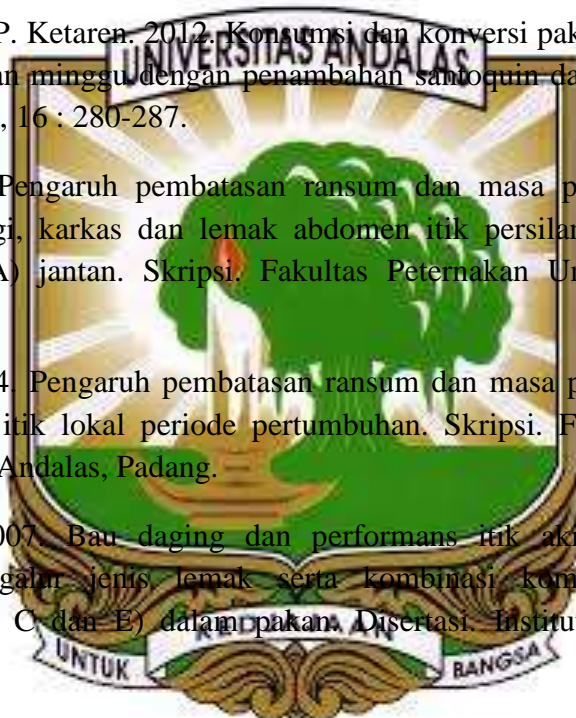 P. Ketaren. 2012. Konsumsi dan konversi pak
UNIVERSITAS ANDALAS
an minggu dengan penambahan santoquin da
, 16 : 280-287.
Pengaruh pembatasan ransum dan masa p
gi, karkas dan lemak abdomen itik persilan
A) jantan. Skripsi. Fakultas Peternakan Un
4. Pengaruh pembatasan ransum dan masa p
itik lokal periode pertumbuhan. Skripsi. F
Andalas, Padang.
007. Bau daging dan performans itik aki
galur jenis lemak serta kombinasi kom
C dan E) dalam pakan. Disertasi. Institu
KEDJAJAAN
UNTUK BANGSA